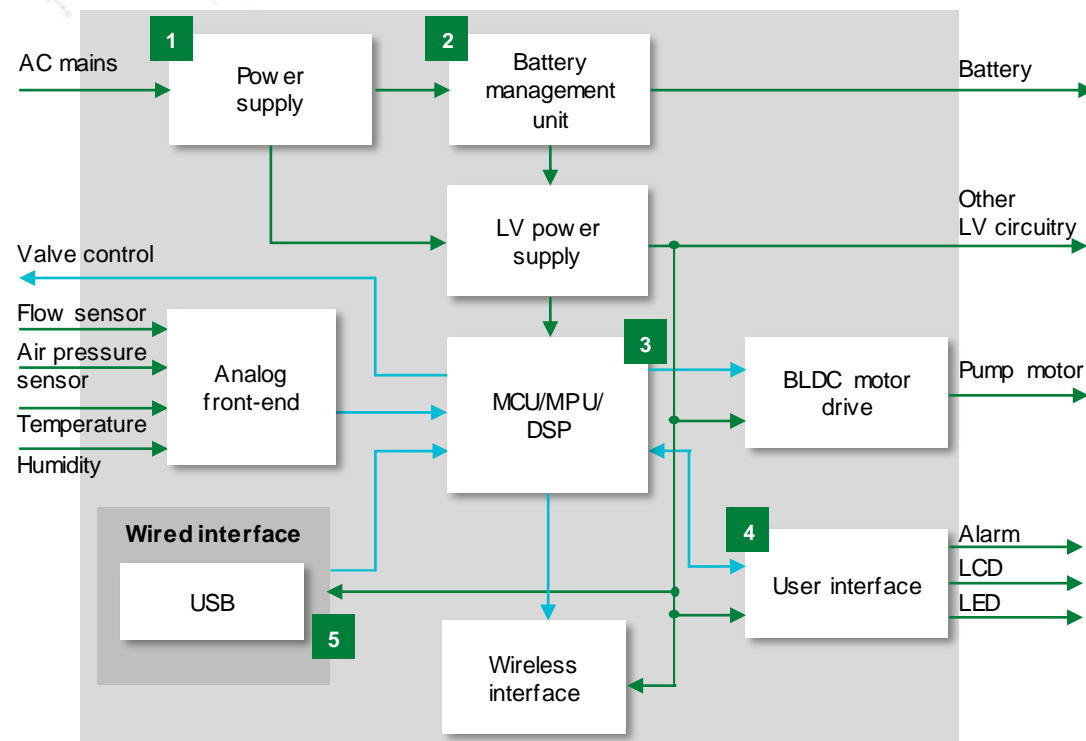 1
2
AC mains
Power
supply
Battery
management
unit
Battery
LV power
supply
Other
LV circuitry
Valve control
Flow sensor
Air pressure
sensor
Temperature
Humidity
Analog
front-end
3
MCU/MPU/
DSP
BLDC motor
drive
Pump motor
Wired interface
USB
5
4
User interface
Alarm
LCD
LED
Wireless
interface